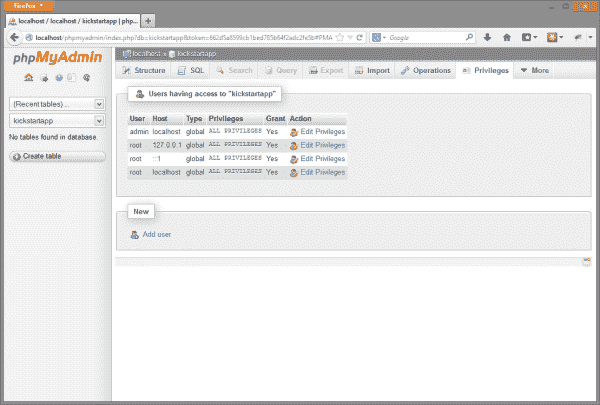 Firefox
localhost / localhost / kickstartapp | php...
localhost/phpmyadmin/index.php?db=kickstartapp&token=662d5a8599cb1bed785b64f2adc2fe5b#PMA
Google
phpMyAdmin
localhost » kickstartapp
Structure SQL Search Query Export Import Operations Privileges More
(Recent tables) ...
kickstartapp
No tables found in database.
Create table
Users having access to "kickstartapp"
User Host Type Privileges Grant Action
admin localhost global ALL PRIVILEGES Yes Edit Privileges
root 127.0.0.1 global ALL PRIVILEGES Yes Edit Privileges
root ::1 global ALL PRIVILEGES Yes Edit Privileges
root localhost global ALL PRIVILEGES Yes Edit Privileges
New
Add user